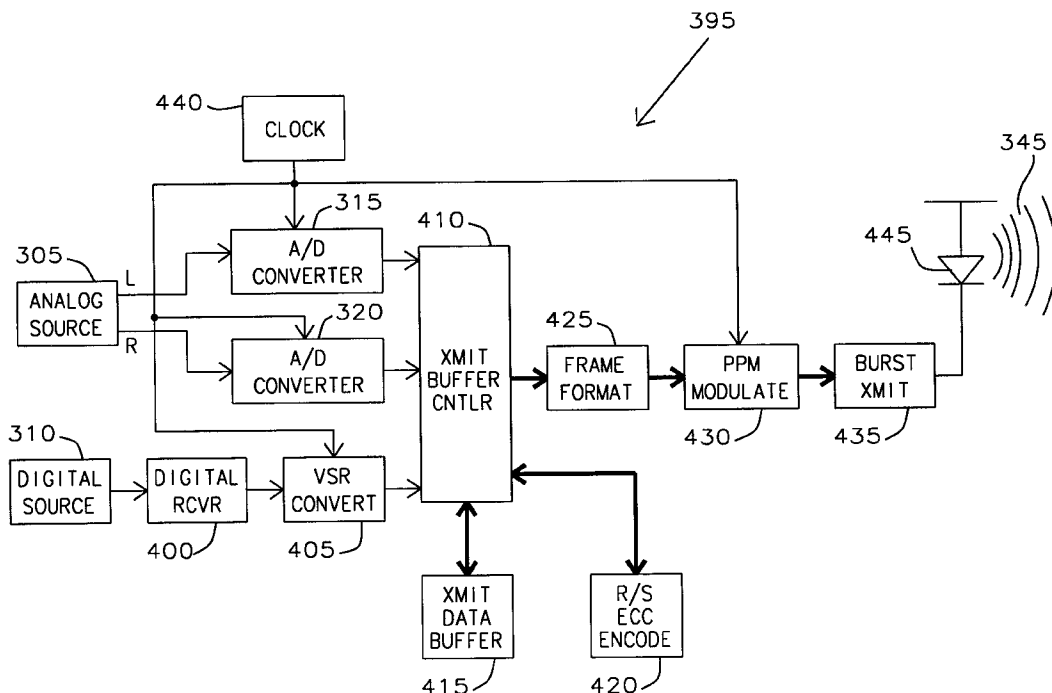 395
440
CLOCK
345
315
410
A/D
CONVERTER
445
305
L
ANALOG
SOURCE
R
320
425
A/D
CONVERTER
XMIT
BUFFER
CNTLR
FRAME
FORMAT
PPM
MODULATE
BURST
XMIT
430
435
310
DIGITAL
SOURCE
DIGITAL
RCVR
VSR
CONVERT
400
405
XMIT
DATA
BUFFER
R/S
ECC
ENCODE
415
420